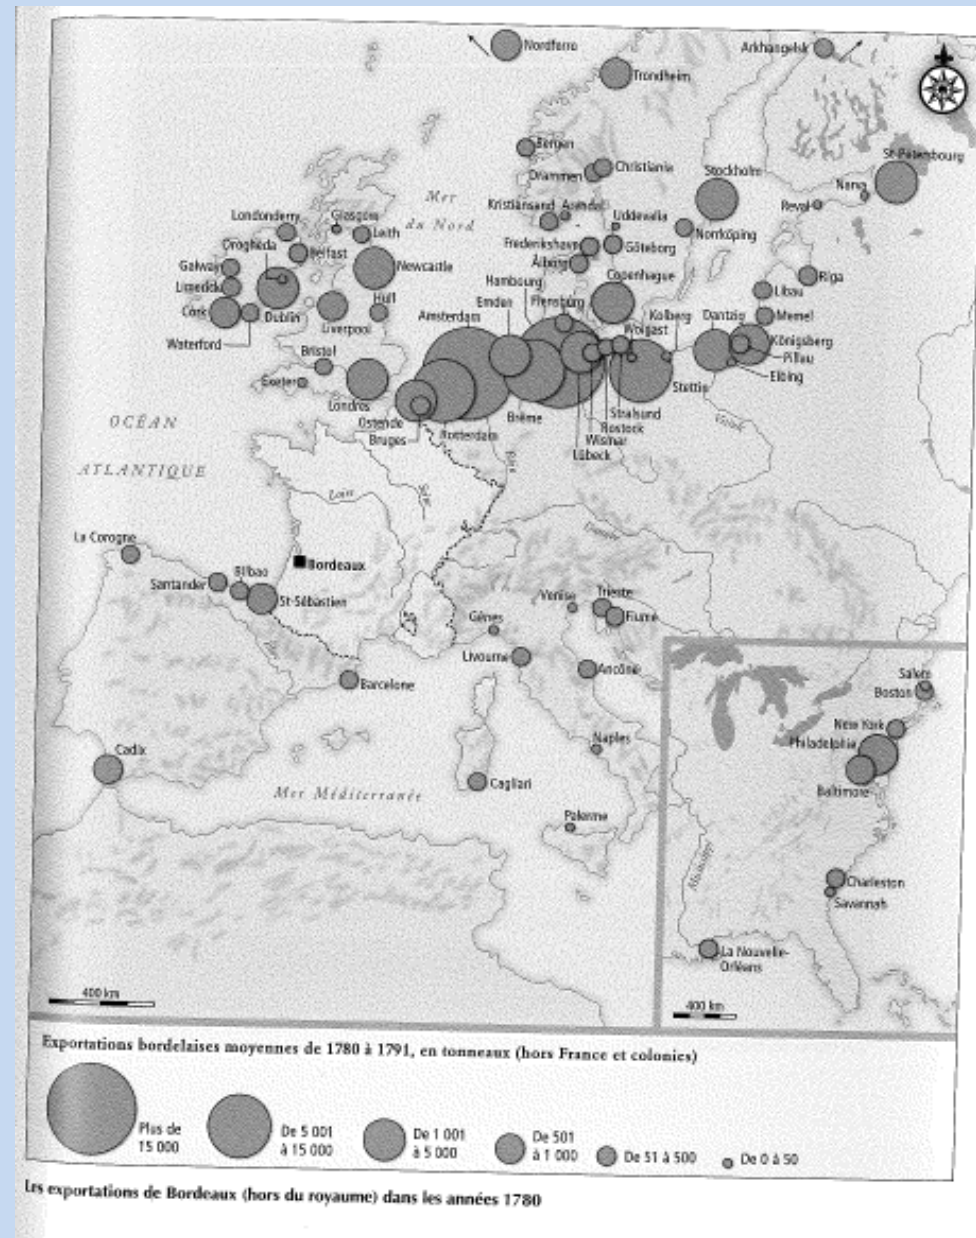 Nordferro
Arkhangelsk
Trondheim
Bergen
Drammen
Christiania
Stockholm
St-Pétersbourg
Narva
Reval
Mer
du Nord
Kristiansand
Arendal
Uddevalla
Norrköping
Londonderry
Glasgow
Leith
Drogheda
Belfast
Frederikshavn
Göteborg
Ålborg
Galway
Newcastle
Hambourg
Copenhague
Riga
Limerick
Libau
Emden
Flensburg
Cork
Dublin
Hull
Amsterdam
Kolberg
Dantzig
Memel
Liverpool
Wolgast
Waterford
Königsberg
Pillau
Elbing
Bristol
Exeter
Londres
Stettin
Ostende
Brême
Stralsund
Bruges
Rotterdam
Rostock
Wismar
Lübeck
OCÉAN
ATLANTIQUE
Rhin
Loire
Danube
La Corogne
Bordeaux
Santander
Bilbao
St-Sébastien
Venise
Trieste
Fiume
Gênes
Livourne
Ancône
Barcelone
Salem
Boston
New York
Philadelphie
Baltimore
Cadix
Naples
Cagliari
Mer Méditerranée
Palerme
Mississippi
Charleston
Savannah
La Nouvelle-
Orléans
400 km
400 km
Exportations bordelaises moyennes de 1780 à 1791, en tonneaux (hors France et colonies)
Plus de
15 000
De 5 001
à 15 000
De 1 001
à 5 000
De 501
à 1 000
De 51 à 500
De 0 à 50
Les exportations de Bordeaux (hors du royaume) dans les années 1780